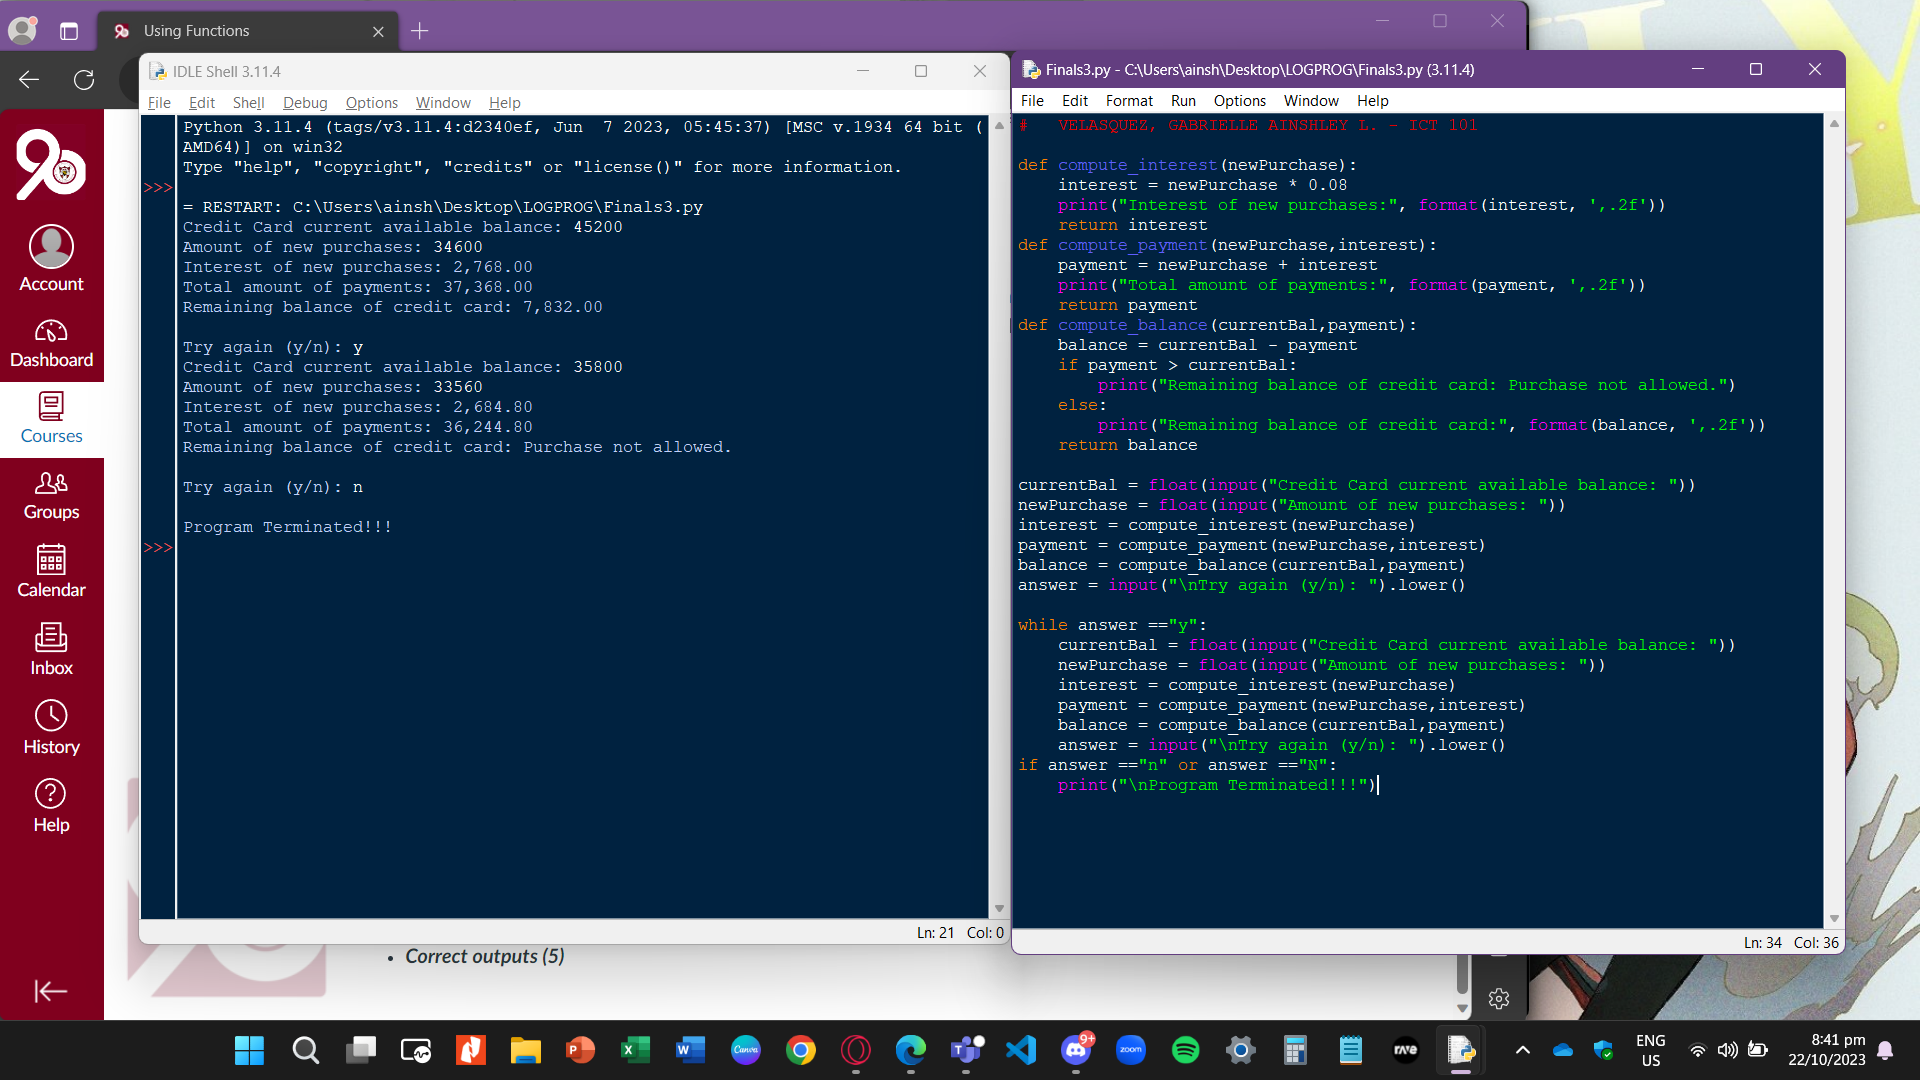 Using Functions
IDLE Shell 3.11.4
File Edit Shell Debug Options Window Help
Python 3.11.4 (tags/v3.11.4:d2340ef, Jun  7 2023, 05:45:37) [MSC v.1934 64 bit (
AMD64)] on win32
Type "help", "copyright", "credits" or "license()" for more information.
>>>
= RESTART: C:\Users\ainsh\Desktop\LOGPROG\Finals3.py
Credit Card current available balance: 45200
Amount of new purchases: 34600
Interest of new purchases: 2,768.00
Total amount of payments: 37,368.00
Remaining balance of credit card: 7,832.00
Try again (y/n): y
Credit Card current available balance: 35800
Amount of new purchases: 33560
Interest of new purchases: 2,684.80
Total amount of payments: 36,244.80
Remaining balance of credit card: Purchase not allowed.
Try again (y/n): n
Program Terminated!!!
>>>
Ln: 21 Col: 0
Finals3.py - C:\Users\ainsh\Desktop\LOGPROG\Finals3.py (3.11.4)
File Edit Format Run Options Window Help
#   VELASQUEZ, GABRIELLE AINSHLEY L. - ICT 101
def compute_interest(newPurchase):
    interest = newPurchase * 0.08
    print("Interest of new purchases:", format(interest, ',.2f'))
    return interest
def compute_payment(newPurchase,interest):
    payment = newPurchase + interest
    print("Total amount of payments:", format(payment, ',.2f'))
    return payment
def compute_balance(currentBal,payment):
    balance = currentBal - payment
    if payment > currentBal:
        print("Remaining balance of credit card: Purchase not allowed.")
    else:
        print("Remaining balance of credit card:", format(balance, ',.2f'))
    return balance
currentBal = float(input("Credit Card current available balance: "))
newPurchase = float(input("Amount of new purchases: "))
interest = compute_interest(newPurchase)
payment = compute_payment(newPurchase,interest)
balance = compute_balance(currentBal,payment)
answer = input("\nTry again (y/n): ").lower()
while answer =="y":
    currentBal = float(input("Credit Card current available balance: "))
    newPurchase = float(input("Amount of new purchases: "))
    interest = compute_interest(newPurchase)
    payment = compute_payment(newPurchase,interest)
    balance = compute_balance(currentBal,payment)
    answer = input("\nTry again (y/n): ").lower()
if answer =="n" or answer =="N":
    print("\nProgram Terminated!!!")
Ln: 34 Col: 36
90
Account
Dashboard
Courses
Groups
Calendar
Inbox
History
Help
• Correct outputs (5)
Canva
zoom
rave
9+
ENG
US
8:41 pm
22/10/2023